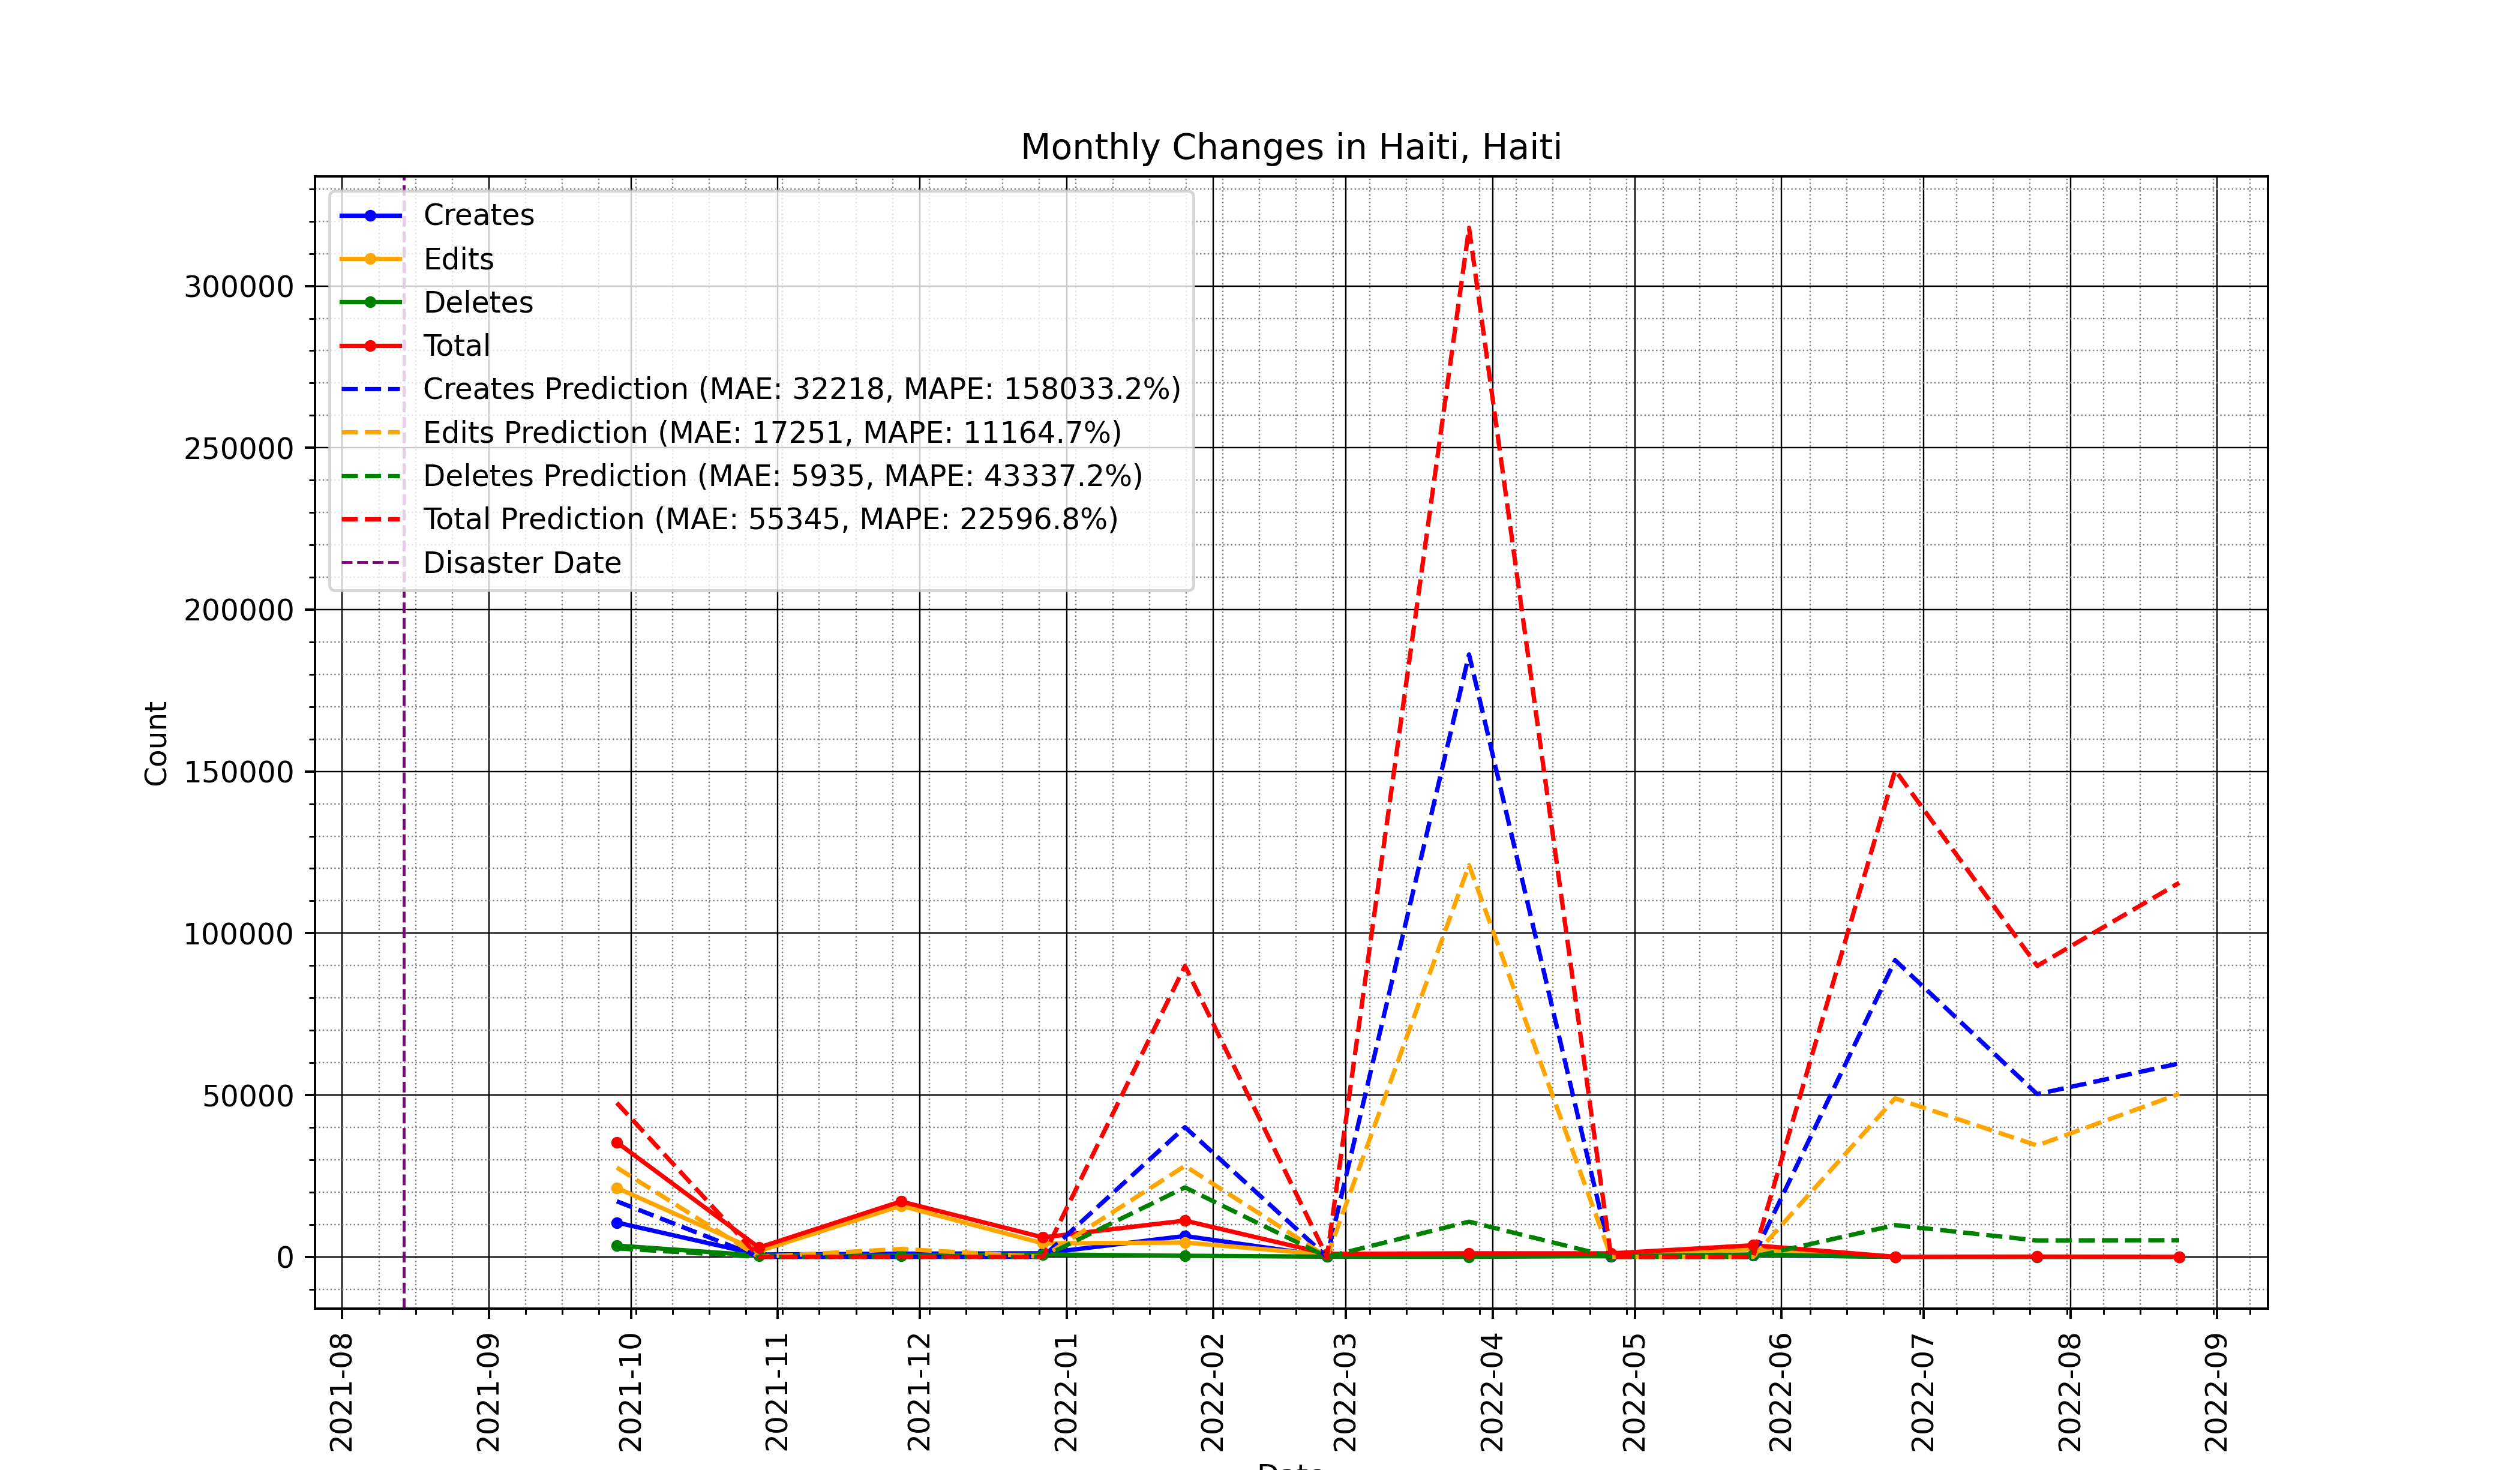 Monthly Changes in Haiti, Haiti
Creates
Edits
Deletes
Total
Creates Prediction (MAE: 32218, MAPE: 158033.2%)
Edits Prediction (MAE: 17251, MAPE: 11164.7%)
Deletes Prediction (MAE: 5935, MAPE: 43337.2%)
Total Prediction (MAE: 55345, MAPE: 22596.8%)
Disaster Date
Count
300000
250000
200000
150000
100000
50000
0
2021-08
2021-09
2021-10
2021-11
2021-12
2022-01
2022-02
2022-03
2022-04
2022-05
2022-06
2022-07
2022-08
2022-09
Date